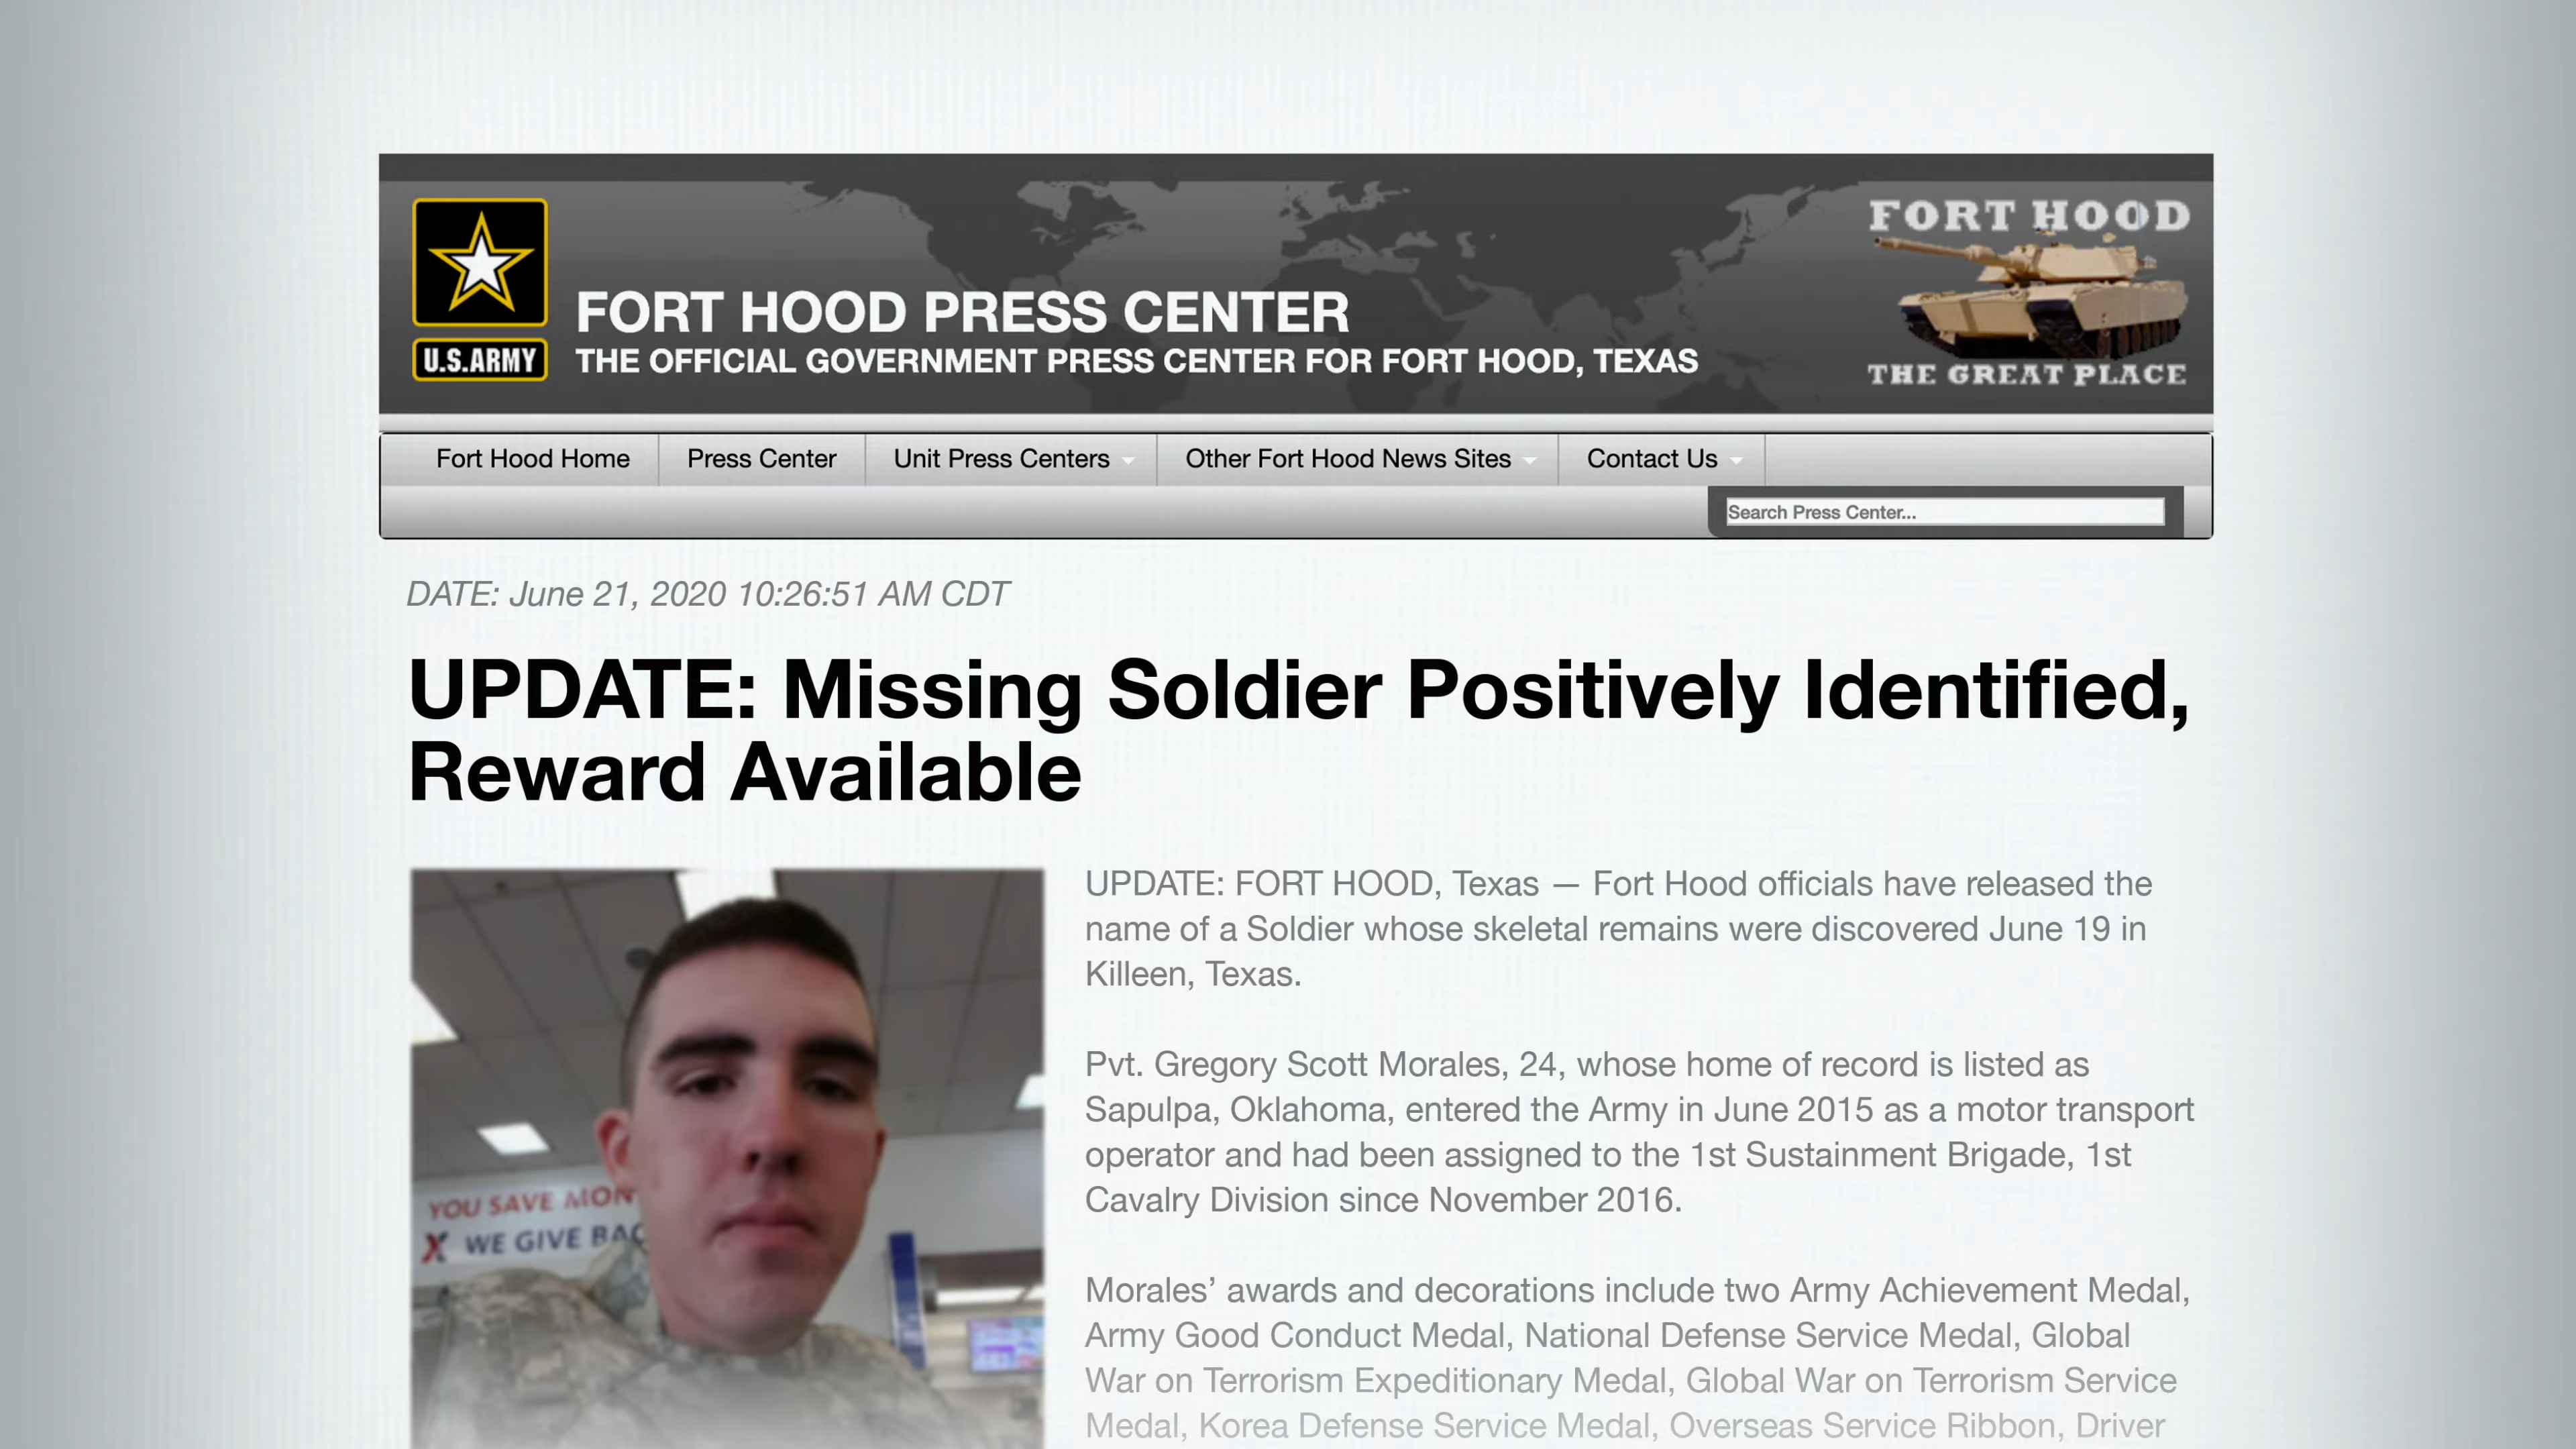 FORT HOOD
THE GREAT PLACE
U.S.ARMY
FORT HOOD PRESS CENTER
THE OFFICIAL GOVERNMENT PRESS CENTER FOR FORT HOOD, TEXAS
Fort Hood Home Press Center Unit Press Centers Other Fort Hood News Sites Contact Us
Search Press Center...
DATE: June 21, 2020 10:26:51 AM CDT
UPDATE: Missing Soldier Positively Identified,
Reward Available
YOU SAVE MON
X WE GIVE BAC
UPDATE: FORT HOOD, Texas — Fort Hood officials have released the
name of a Soldier whose skeletal remains were discovered June 19 in
Killeen, Texas.
Pvt. Gregory Scott Morales, 24, whose home of record is listed as
Sapulpa, Oklahoma, entered the Army in June 2015 as a motor transport
operator and had been assigned to the 1st Sustainment Brigade, 1st
Cavalry Division since November 2016.
Morales’ awards and decorations include two Army Achievement Medal,
Army Good Conduct Medal, National Defense Service Medal, Global
War on Terrorism Expeditionary Medal, Global War on Terrorism Service
Medal, Korea Defense Service Medal, Overseas Service Ribbon, Driver